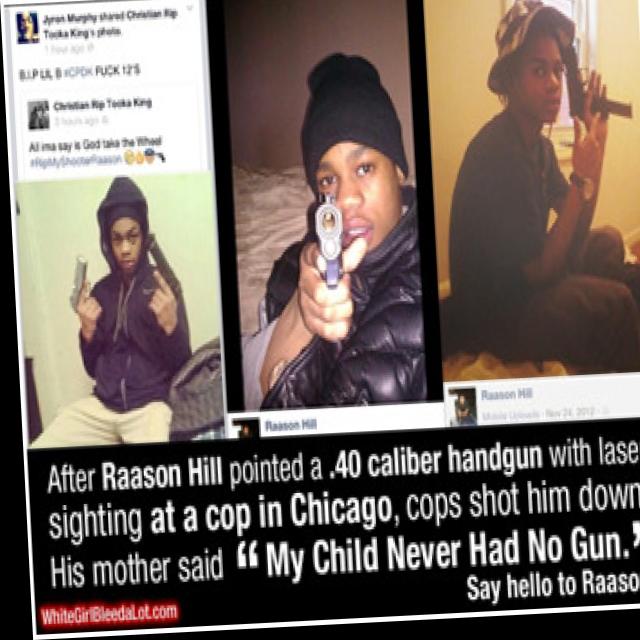 Jyron Murphy shared Christian Rip
Tooka King's photo.
1 hour ago
B.I.P LIL B #CPDK FUCK 12'S
Christian Rip Tooka King
3 hours ago
All ima say is God take the Wheel
#RipMyShooterRaason
Raason Hill
Raason Hill
Mobile Uploads · Nov 24, 2012
After Raason Hill pointed a .40 caliber handgun with lase
sighting at a cop in Chicago, cops shot him down
His mother said “ My Child Never Had No Gun.”
Say hello to Raaso
WhiteGirlBleedaLot.com